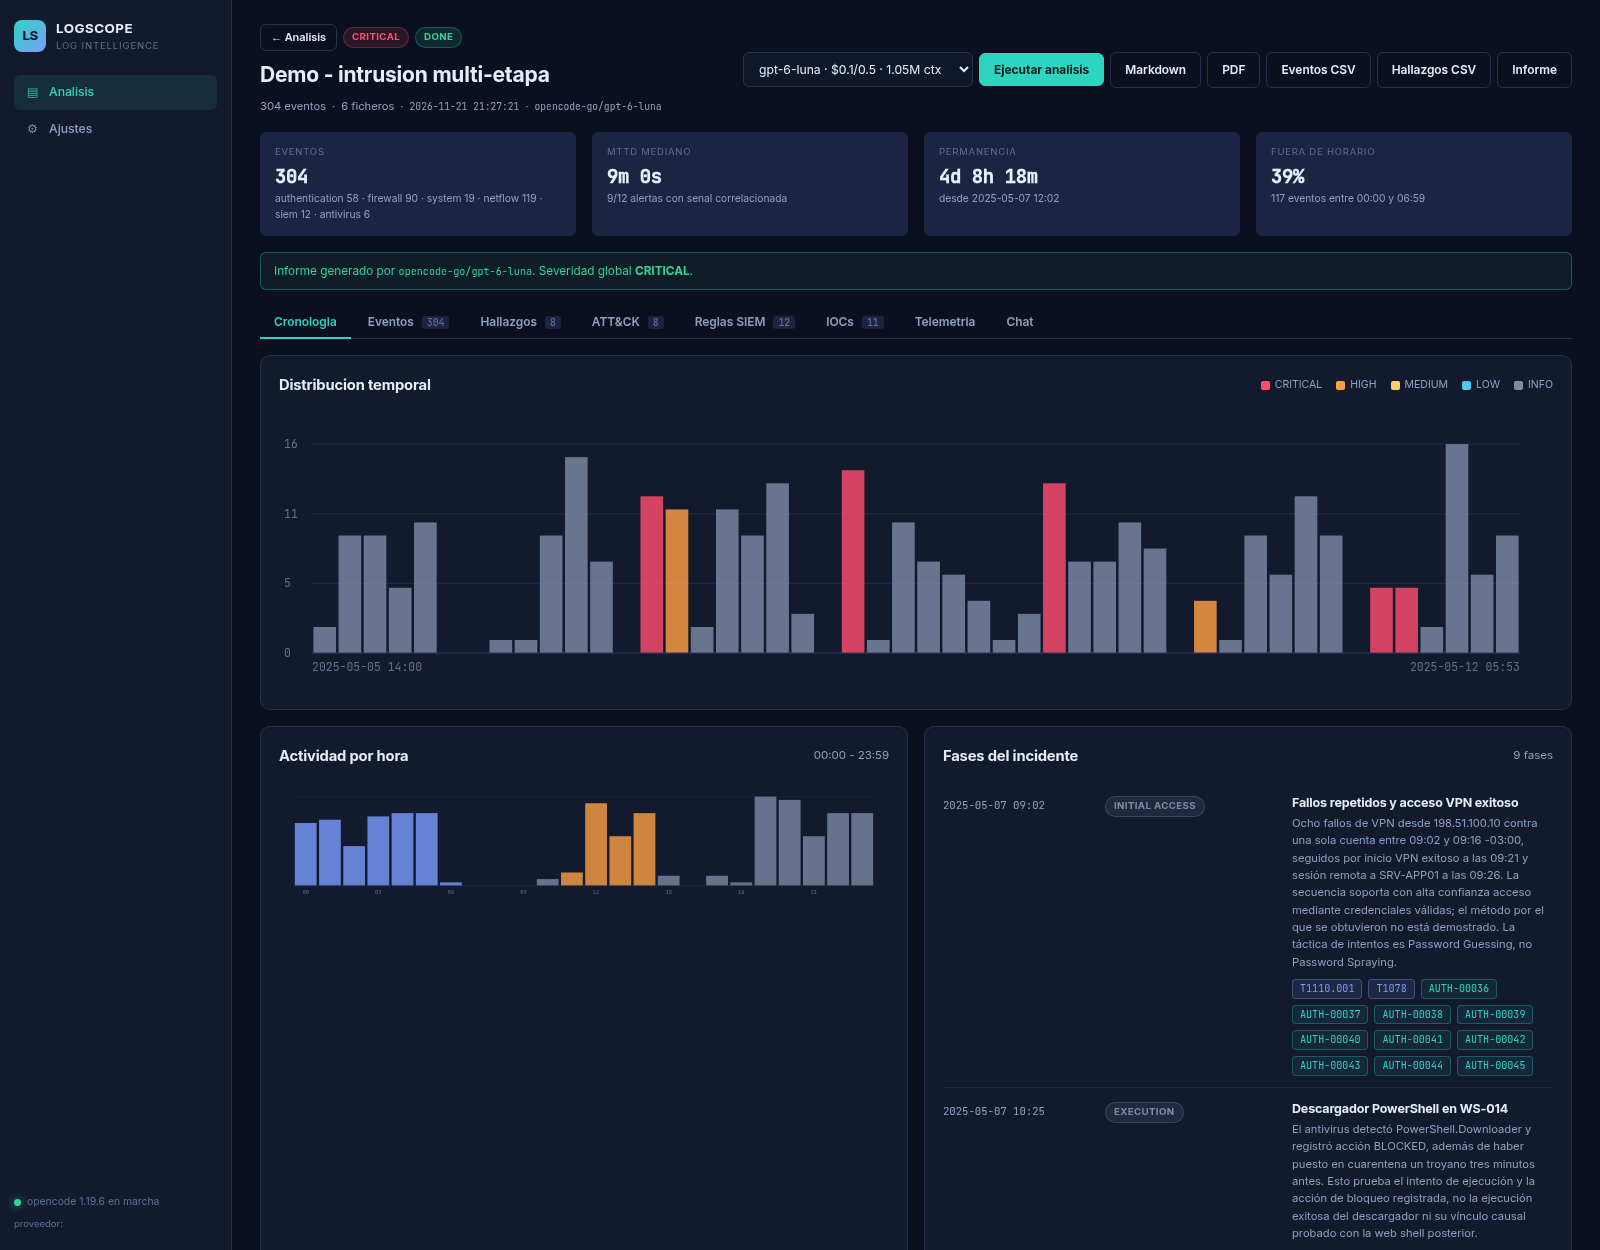 LS
LOGSCOPE
LOG INTELLIGENCE
▤ Analisis
⚙ Ajustes
opencode 1.19.6 en marcha
proveedor:
← Analisis CRITICAL DONE
Demo - intrusion multi-etapa
304 eventos · 6 ficheros · 2026-11-21 21:27:21 · opencode-go/gpt-6-luna
gpt-6-luna · $0.1/0.5 · 1.05M ctx Ejecutar analisis Markdown PDF Eventos CSV Hallazgos CSV Informe
EVENTOS
304
authentication 58 · firewall 90 · system 19 · netflow 119 ·
siem 12 · antivirus 6
MTTD MEDIANO
9m 0s
9/12 alertas con senal correlacionada
PERMANENCIA
4d 8h 18m
desde 2025-05-07 12:02
FUERA DE HORARIO
39%
117 eventos entre 00:00 y 06:59
Informe generado por opencode-go/gpt-6-luna. Severidad global CRITICAL.
Cronologia Eventos 304 Hallazgos 8 ATT&CK 8 Reglas SIEM 12 IOCs 11 Telemetria Chat
Distribucion temporal
CRITICAL HIGH MEDIUM LOW INFO
16
11
5
0
2025-05-05 14:00 2025-05-12 05:53
Actividad por hora
00:00 - 23:59
00 03 06 09 12 15 18 21
Fases del incidente
9 fases
2025-05-07 09:02 INITIAL ACCESS
Fallos repetidos y acceso VPN exitoso
Ocho fallos de VPN desde 198.51.100.10 contra
una sola cuenta entre 09:02 y 09:16 -03:00,
seguidos por inicio VPN exitoso a las 09:21 y
sesión remota a SRV-APP01 a las 09:26. La
secuencia soporta con alta confianza acceso
mediante credenciales válidas; el método por el
que se obtuvieron no está demostrado. La
táctica de intentos es Password Guessing, no
Password Spraying.
T1110.001 T1078 AUTH-00036
AUTH-00037 AUTH-00038 AUTH-00039
AUTH-00040 AUTH-00041 AUTH-00042
AUTH-00043 AUTH-00044 AUTH-00045
2025-05-07 10:25 EXECUTION
Descargador PowerShell en WS-014
El antivirus detectó PowerShell.Downloader y
registró acción BLOCKED, además de haber
puesto en cuarentena un troyano tres minutos
antes. Esto prueba el intento de ejecución y la
acción de bloqueo registrada, no la ejecución
exitosa del descargador ni su vínculo causal
probado con la web shell posterior.